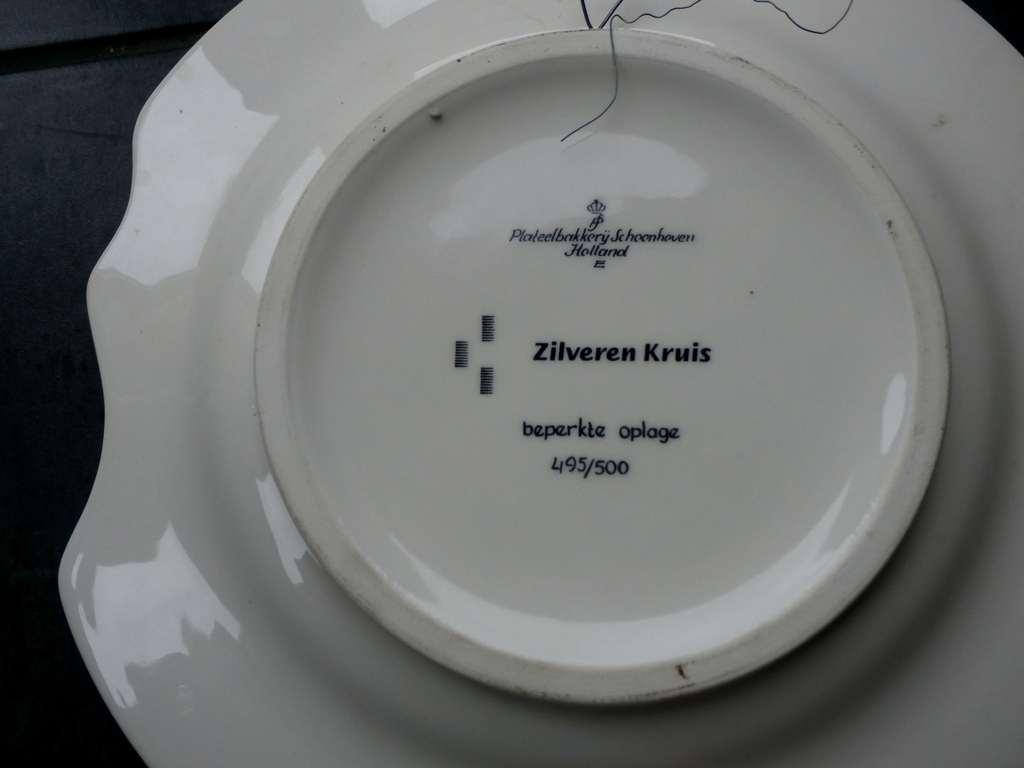 Plateelbakkerij Schoonhoven
Holland
E
Zilveren Kruis
beperkte oplage
495/500